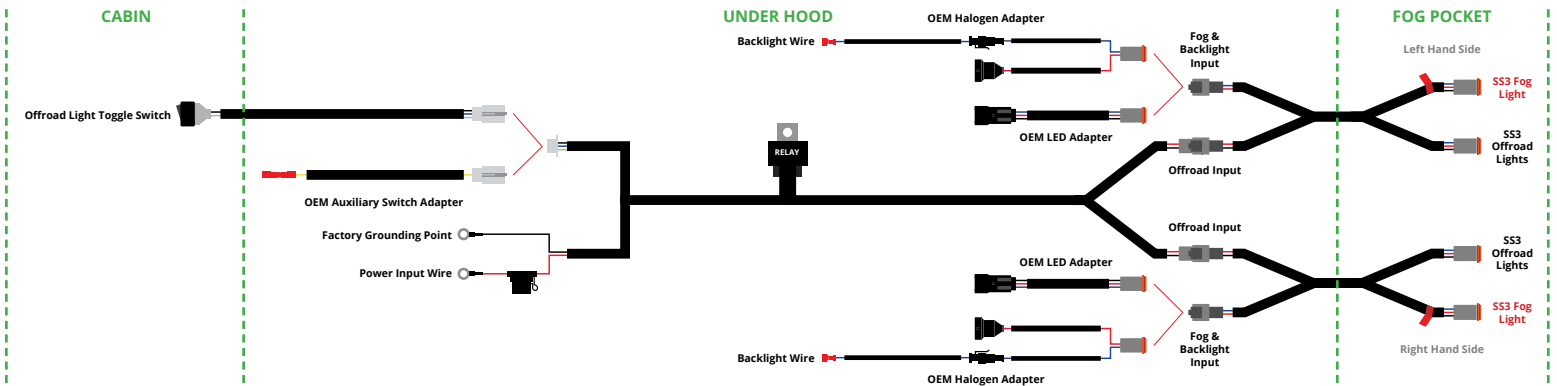 CABIN
UNDER HOOD
FOG POCKET
OEM Halogen Adapter
Backlight Wire
Fog &
Backlight
Input
Left Hand Side
SS3 Fog
Light
Offroad Light Toggle Switch
OEM LED Adapter
RELAY
SS3
Offroad
Lights
Offroad Input
OEM Auxiliary Switch Adapter
Factory Grounding Point
Power Input Wire
Offroad Input
SS3
Offroad
Lights
OEM LED Adapter
SS3 Fog
Light
Fog &
Backlight
Input
Right Hand Side
Backlight Wire
OEM Halogen Adapter